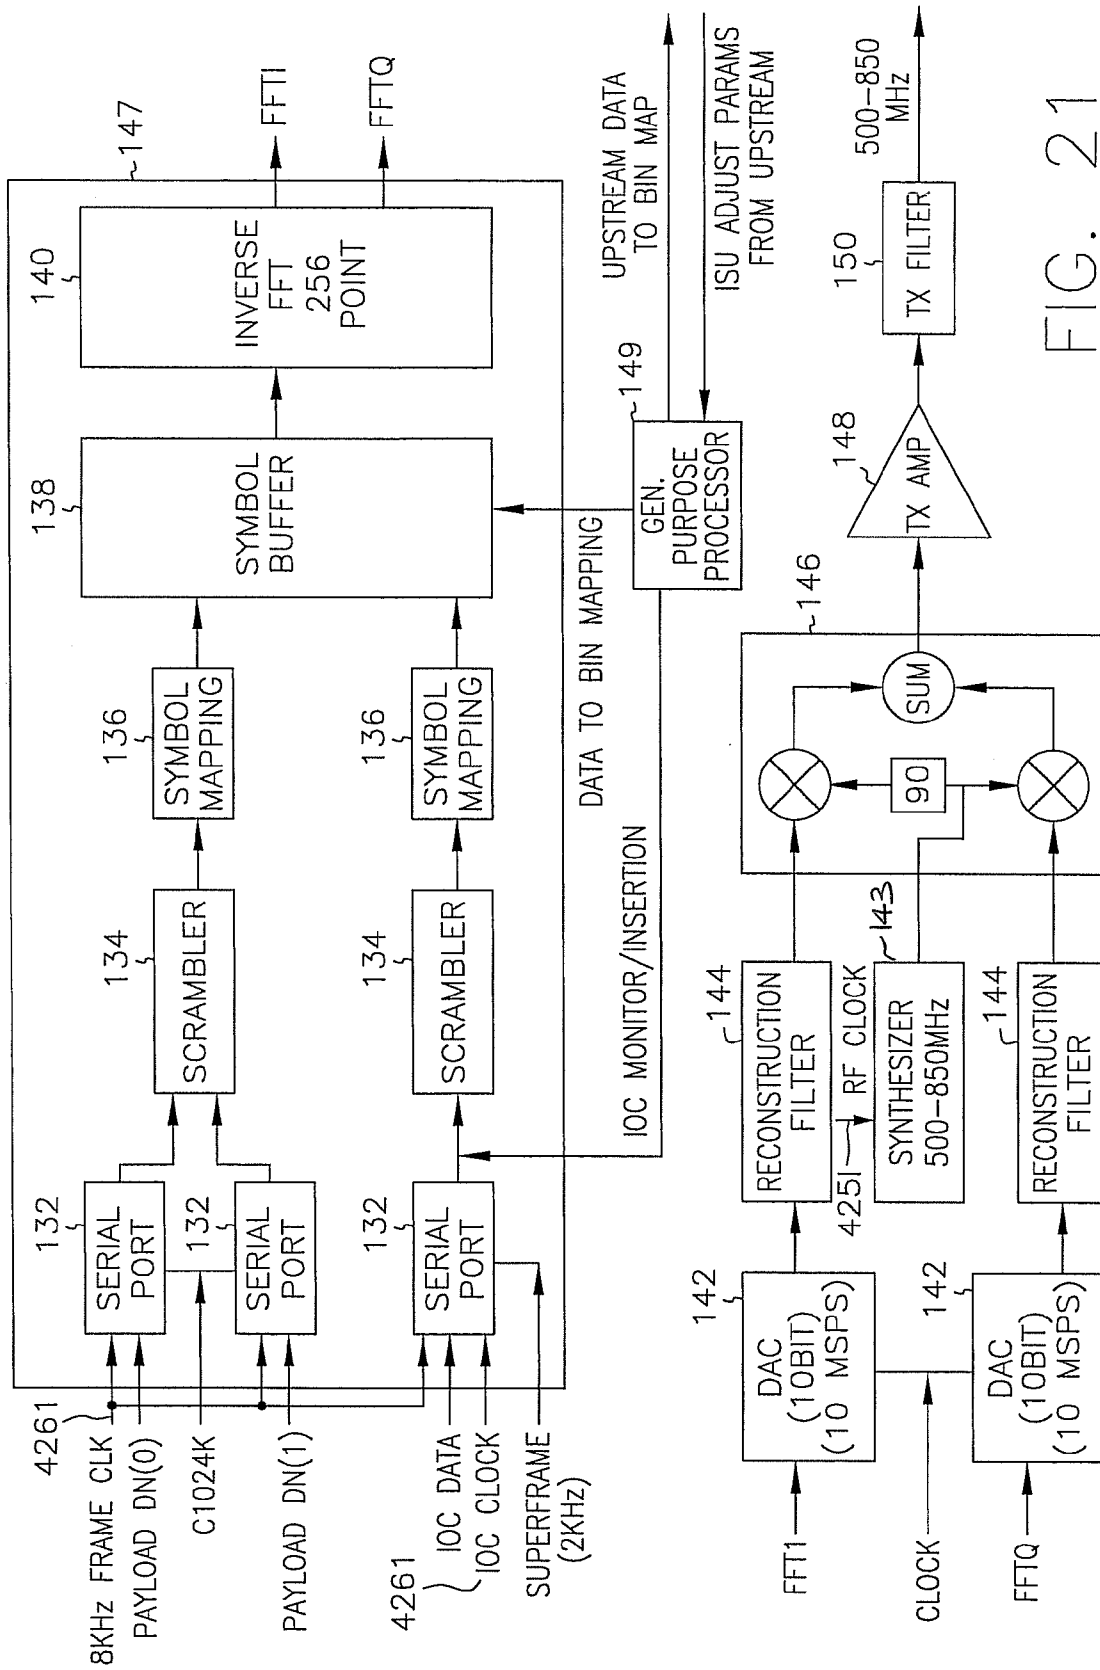 147
140
INVERSE
FFT
256
POINT
FFTI
FFTQ
138
SYMBOL
BUFFER
136
SYMBOL
MAPPING
136
SYMBOL
MAPPING
134
SCRAMBLER
134
SCRAMBLER
132
SERIAL
PORT
132
SERIAL
PORT
132
SERIAL
PORT
4261
8KHz FRAME CLK
PAYLOAD DN(0)
C1024K
PAYLOAD DN(1)
4261
IOC DATA
IOC CLOCK
SUPERFRAME
(2KHz)
DATA TO BIN MAPPING
IOC MONITOR/INSERTION
149
GEN.
PURPOSE
PROCESSOR
UPSTREAM DATA
TO BIN MAP
ISU ADJUST PARAMS
FROM UPSTREAM
FFT1
CLOCK
FFTQ
142
DAC
(10BIT)
(10 MSPS)
142
DAC
(10BIT)
(10 MSPS)
144
RECONSTRUCTION
FILTER
4251
RF CLOCK
143
SYNTHESIZER
500-850MHz
144
RECONSTRUCTION
FILTER
146
90
SUM
148
TX AMP
150
TX FILTER
500-850
MHz
FIG. 21